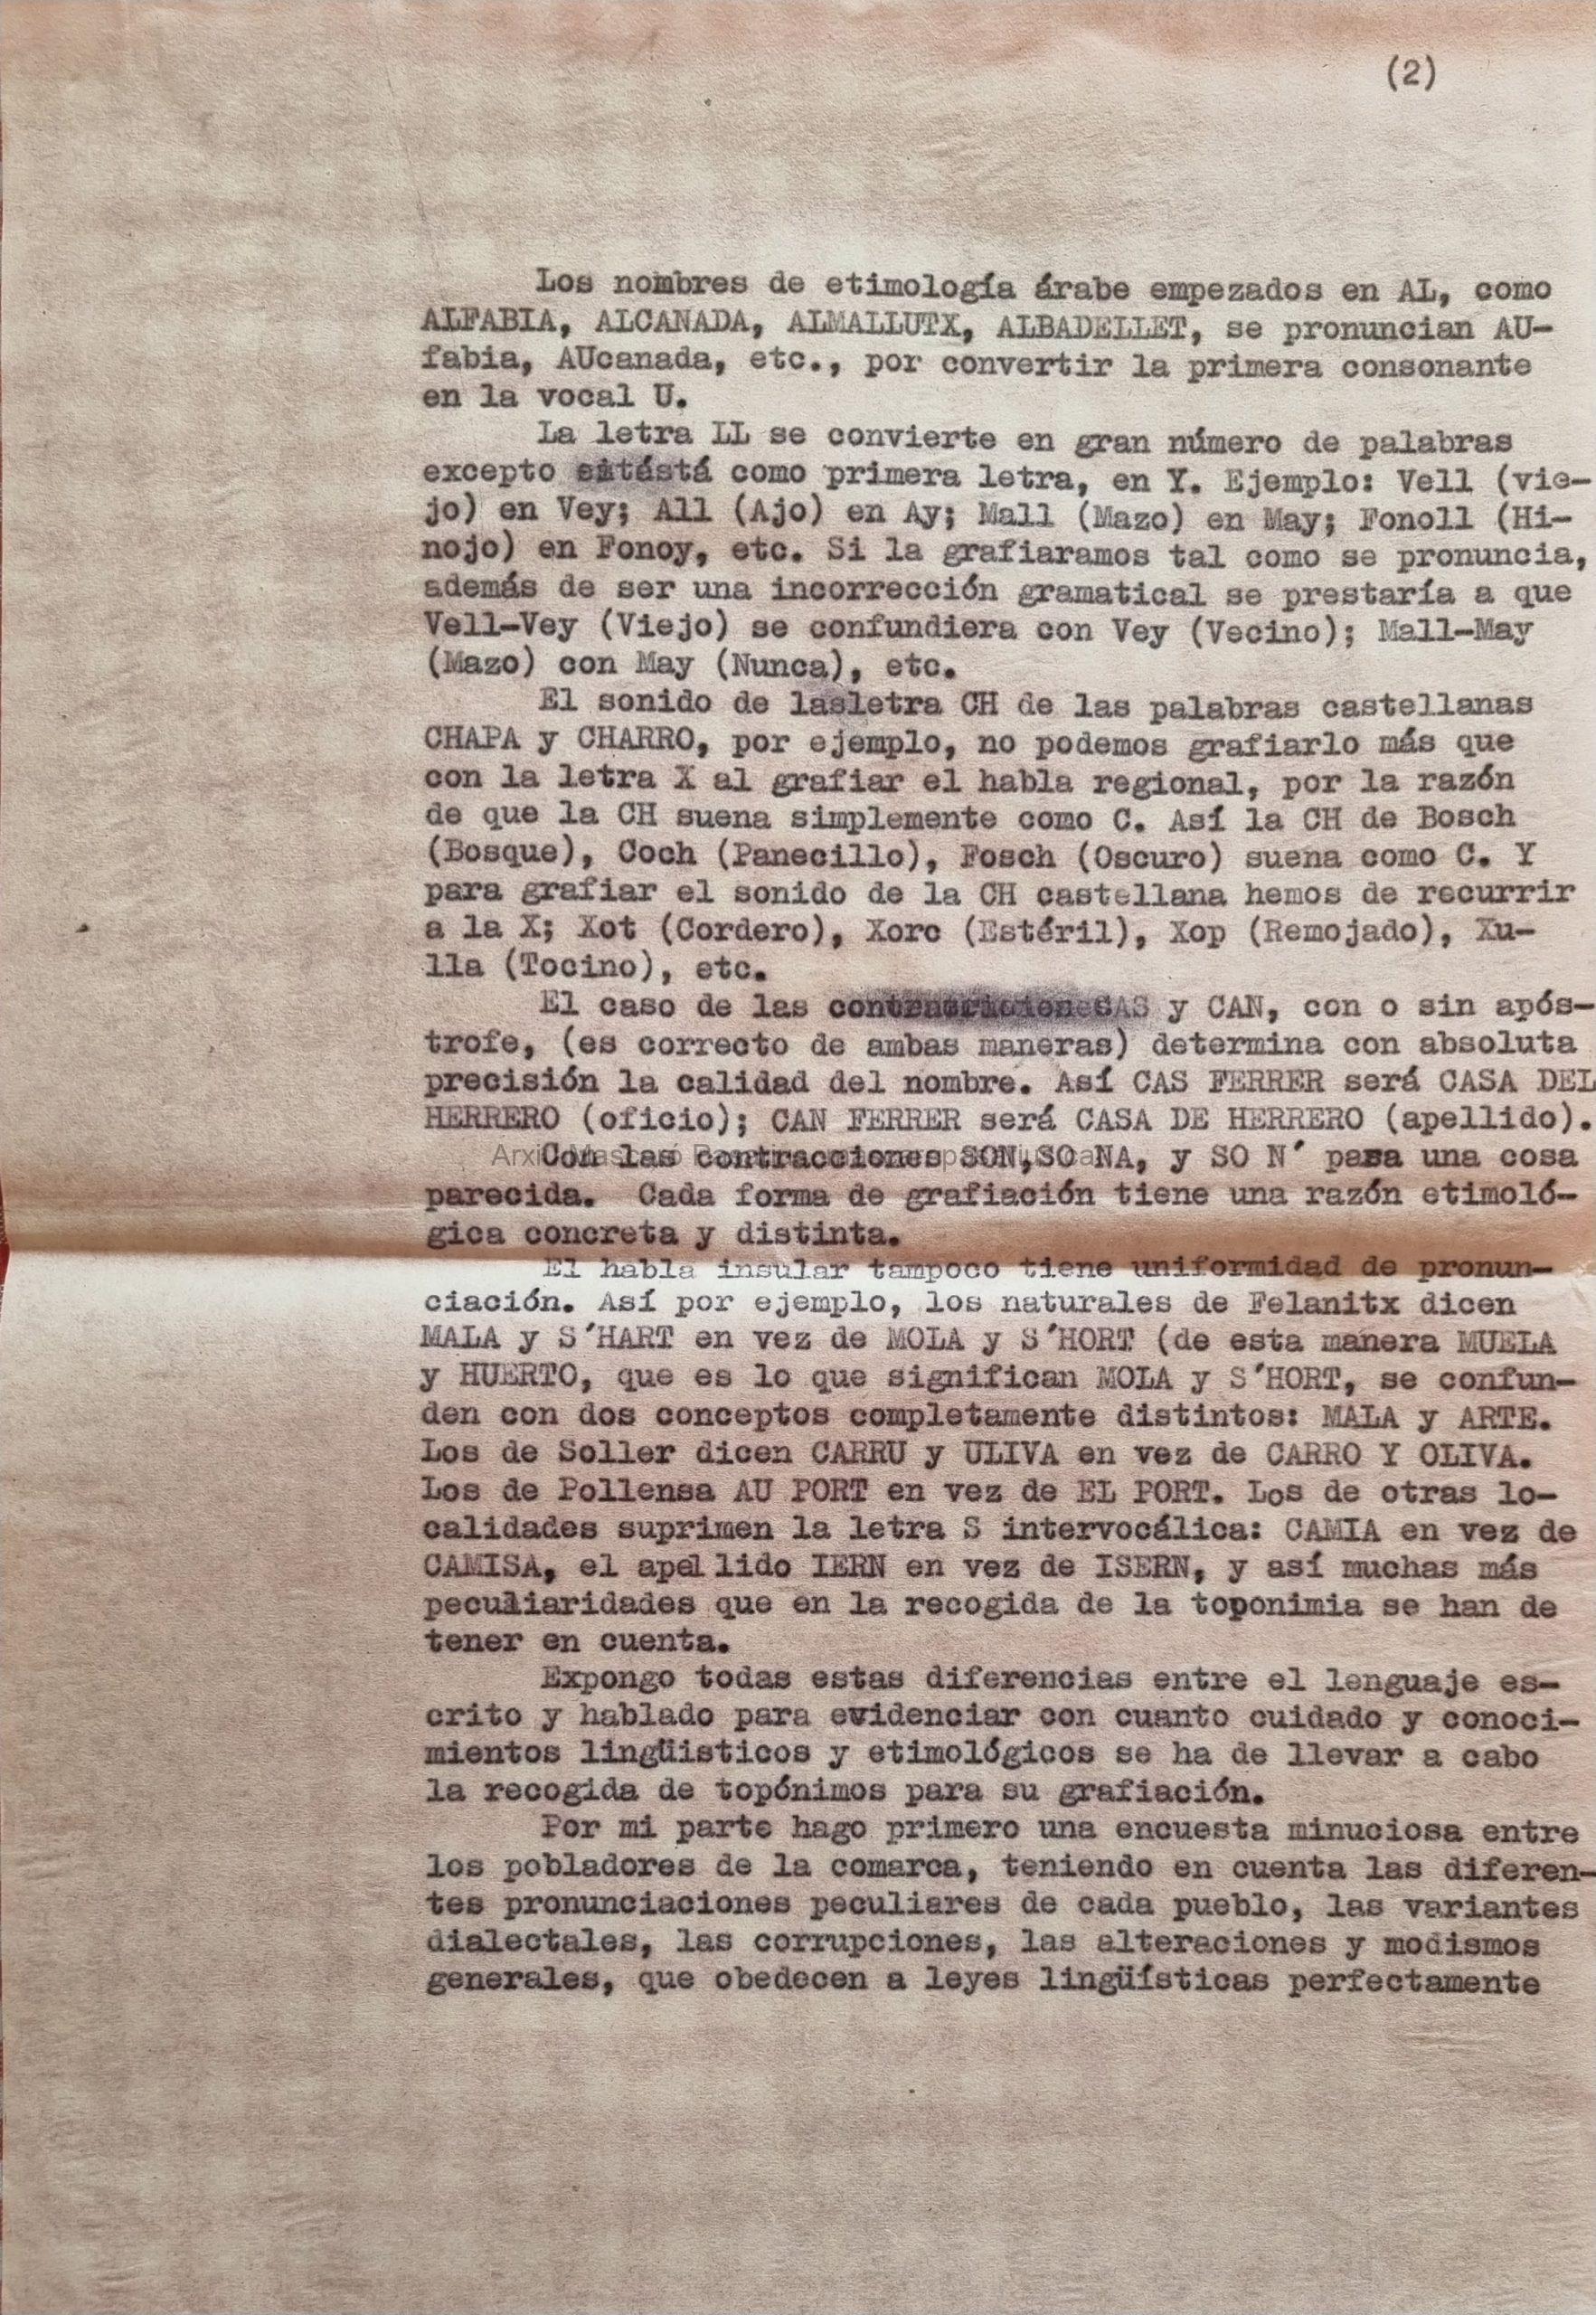 (2)
Los nombres de etimología árabe empezados en AL, como
ALFABIA, ALCANADA, ALMALLUTX, ALBADELLET, se pronuncian AU-
fabia, AUcanada, etc., por convertir la primera consonante
en la vocal U.
La letra LL se convierte en gran número de palabras
excepto como primera letra, en Y. Ejemplo: Vell (vie-
jo) en Vey; All (Ajo) en Ay; Mall (Mazo) en May; Fonoll (Hi-
nojo) en Fonoy, etc. Si la grafiaramos tal como se pronuncia,
además de ser una incorrección gramatical se prestaría a que
Vell-Vey (Viejo) se confundiera con Vey (Vecino); Mall-May
(Mazo) con May (Nunca), etc.
El sonido de lasletra CH de las palabras castellanas
CHAPA y CHARRO, por ejemplo, no podemos grafiarlo más que
con la letra X al grafiar el habla regional, por la razón
de que la CH suena simplemente como C. Así la CH de Bosch
(Bosque), Coch (Panecillo), Fosch (Oscuro) suena como C. Y
para grafiar el sonido de la CH castellana hemos de recurrir
a la X; Xot (Cordero), Xorc (Estéril), Xop (Remojado), Xu-
lla (Tocino), etc.
El caso de las CAS y CAN, con o sin após-
trofe, (es correcto de ambas maneras) determina con absoluta
precisión la calidad del nombre. Así CAS FERRER será CASA DEL
HERRERO (oficio); CAN FERRER será CASA DE HERRERO (apellido).
Con las contracciones SON,SO NA, y SO N' pasa una cosa
parecida. Cada forma de grafiación tiene una razón etimoló-
gica concreta y distinta.
El habla insular tampoco tiene uniformidad de pronun-
ciación. Así por ejemplo, los naturales de Felanitx dicen
MALA y S'HART en vez de MOLA y S'HORT (de esta manera MUELA
y HUERTO, que es lo que significan MOLA y S'HORT, se confun-
den con dos conceptos completamente distintos: MALA y ARTE.
Los de Soller dicen CARRU y ULIVA en vez de CARRO Y OLIVA.
Los de Pollensa AU PORT en vez de EL PORT. Los de otras lo-
calidades suprimen la letra S intervocálica: CAMIA en vez de
CAMISA, el apellido IERN en vez de ISERN, y así muchas más
peculiaridades que en la recogida de la toponimia se han de
tener en cuenta.
Expongo todas estas diferencias entre el lenguaje es-
crito y hablado para evidenciar con cuanto cuidado y conoci-
mientos lingüisticos y etimológicos se ha de llevar a cabo
la recogida de topónimos para su grafiación.
Por mi parte hago primero una encuesta minuciosa entre
los pobladores de la comarca, teniendo en cuenta las diferen-
tes pronunciaciones peculiares de cada pueblo, las variantes
dialectales, las corrupciones, las alteraciones y modismos
generales, que obedecen a leyes lingüísticas perfectamente